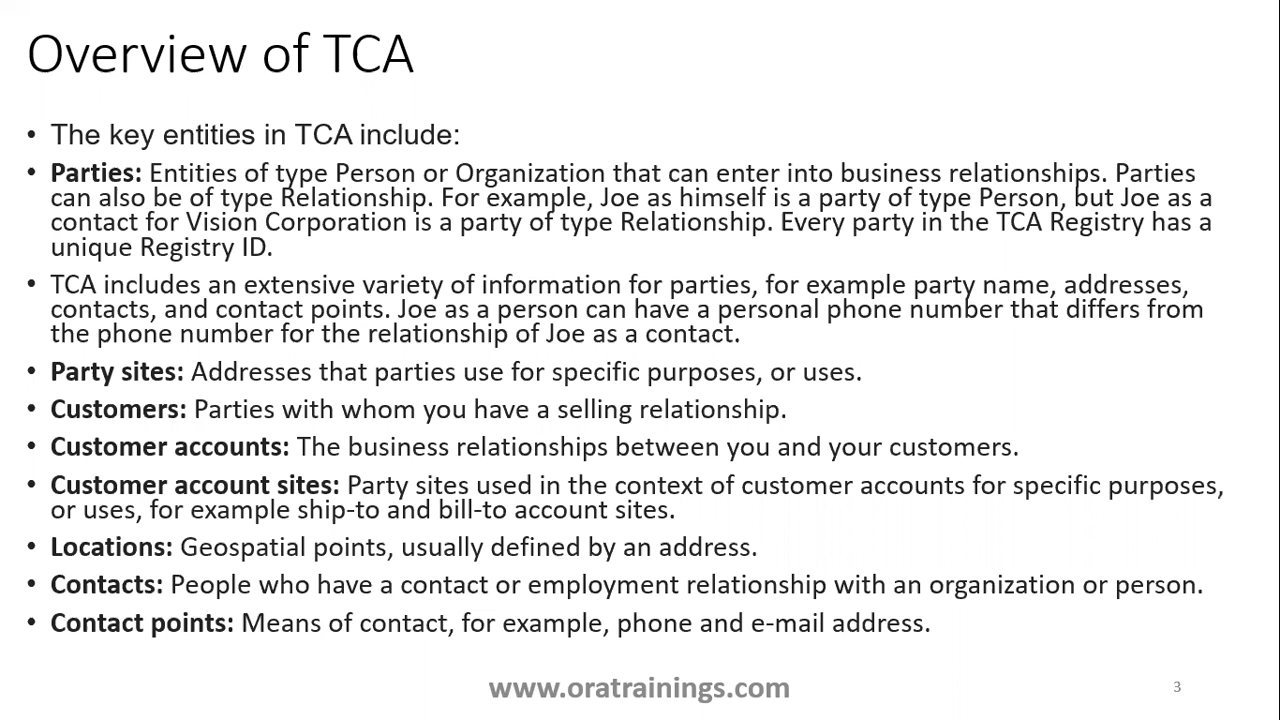 Overview of TCA
• The key entities in TCA include:
• Parties: Entities of type Person or Organization that can enter into business relationships. Parties
can also be of type Relationship. For example, Joe as himself is a party of type Person, but Joe as a
contact for Vision Corporation is a party of type Relationship. Every party in the TCA Registry has a
unique Registry ID.
• TCA includes an extensive variety of information for parties, for example party name, addresses,
contacts, and contact points. Joe as a person can have a personal phone number that differs from
the phone number for the relationship of Joe as a contact.
• Party sites: Addresses that parties use for specific purposes, or uses.
• Customers: Parties with whom you have a selling relationship.
• Customer accounts: The business relationships between you and your customers.
• Customer account sites: Party sites used in the context of customer accounts for specific purposes,
or uses, for example ship-to and bill-to account sites.
• Locations: Geospatial points, usually defined by an address.
• Contacts: People who have a contact or employment relationship with an organization or person.
• Contact points: Means of contact, for example, phone and e-mail address.
www.oratrainings.com
3